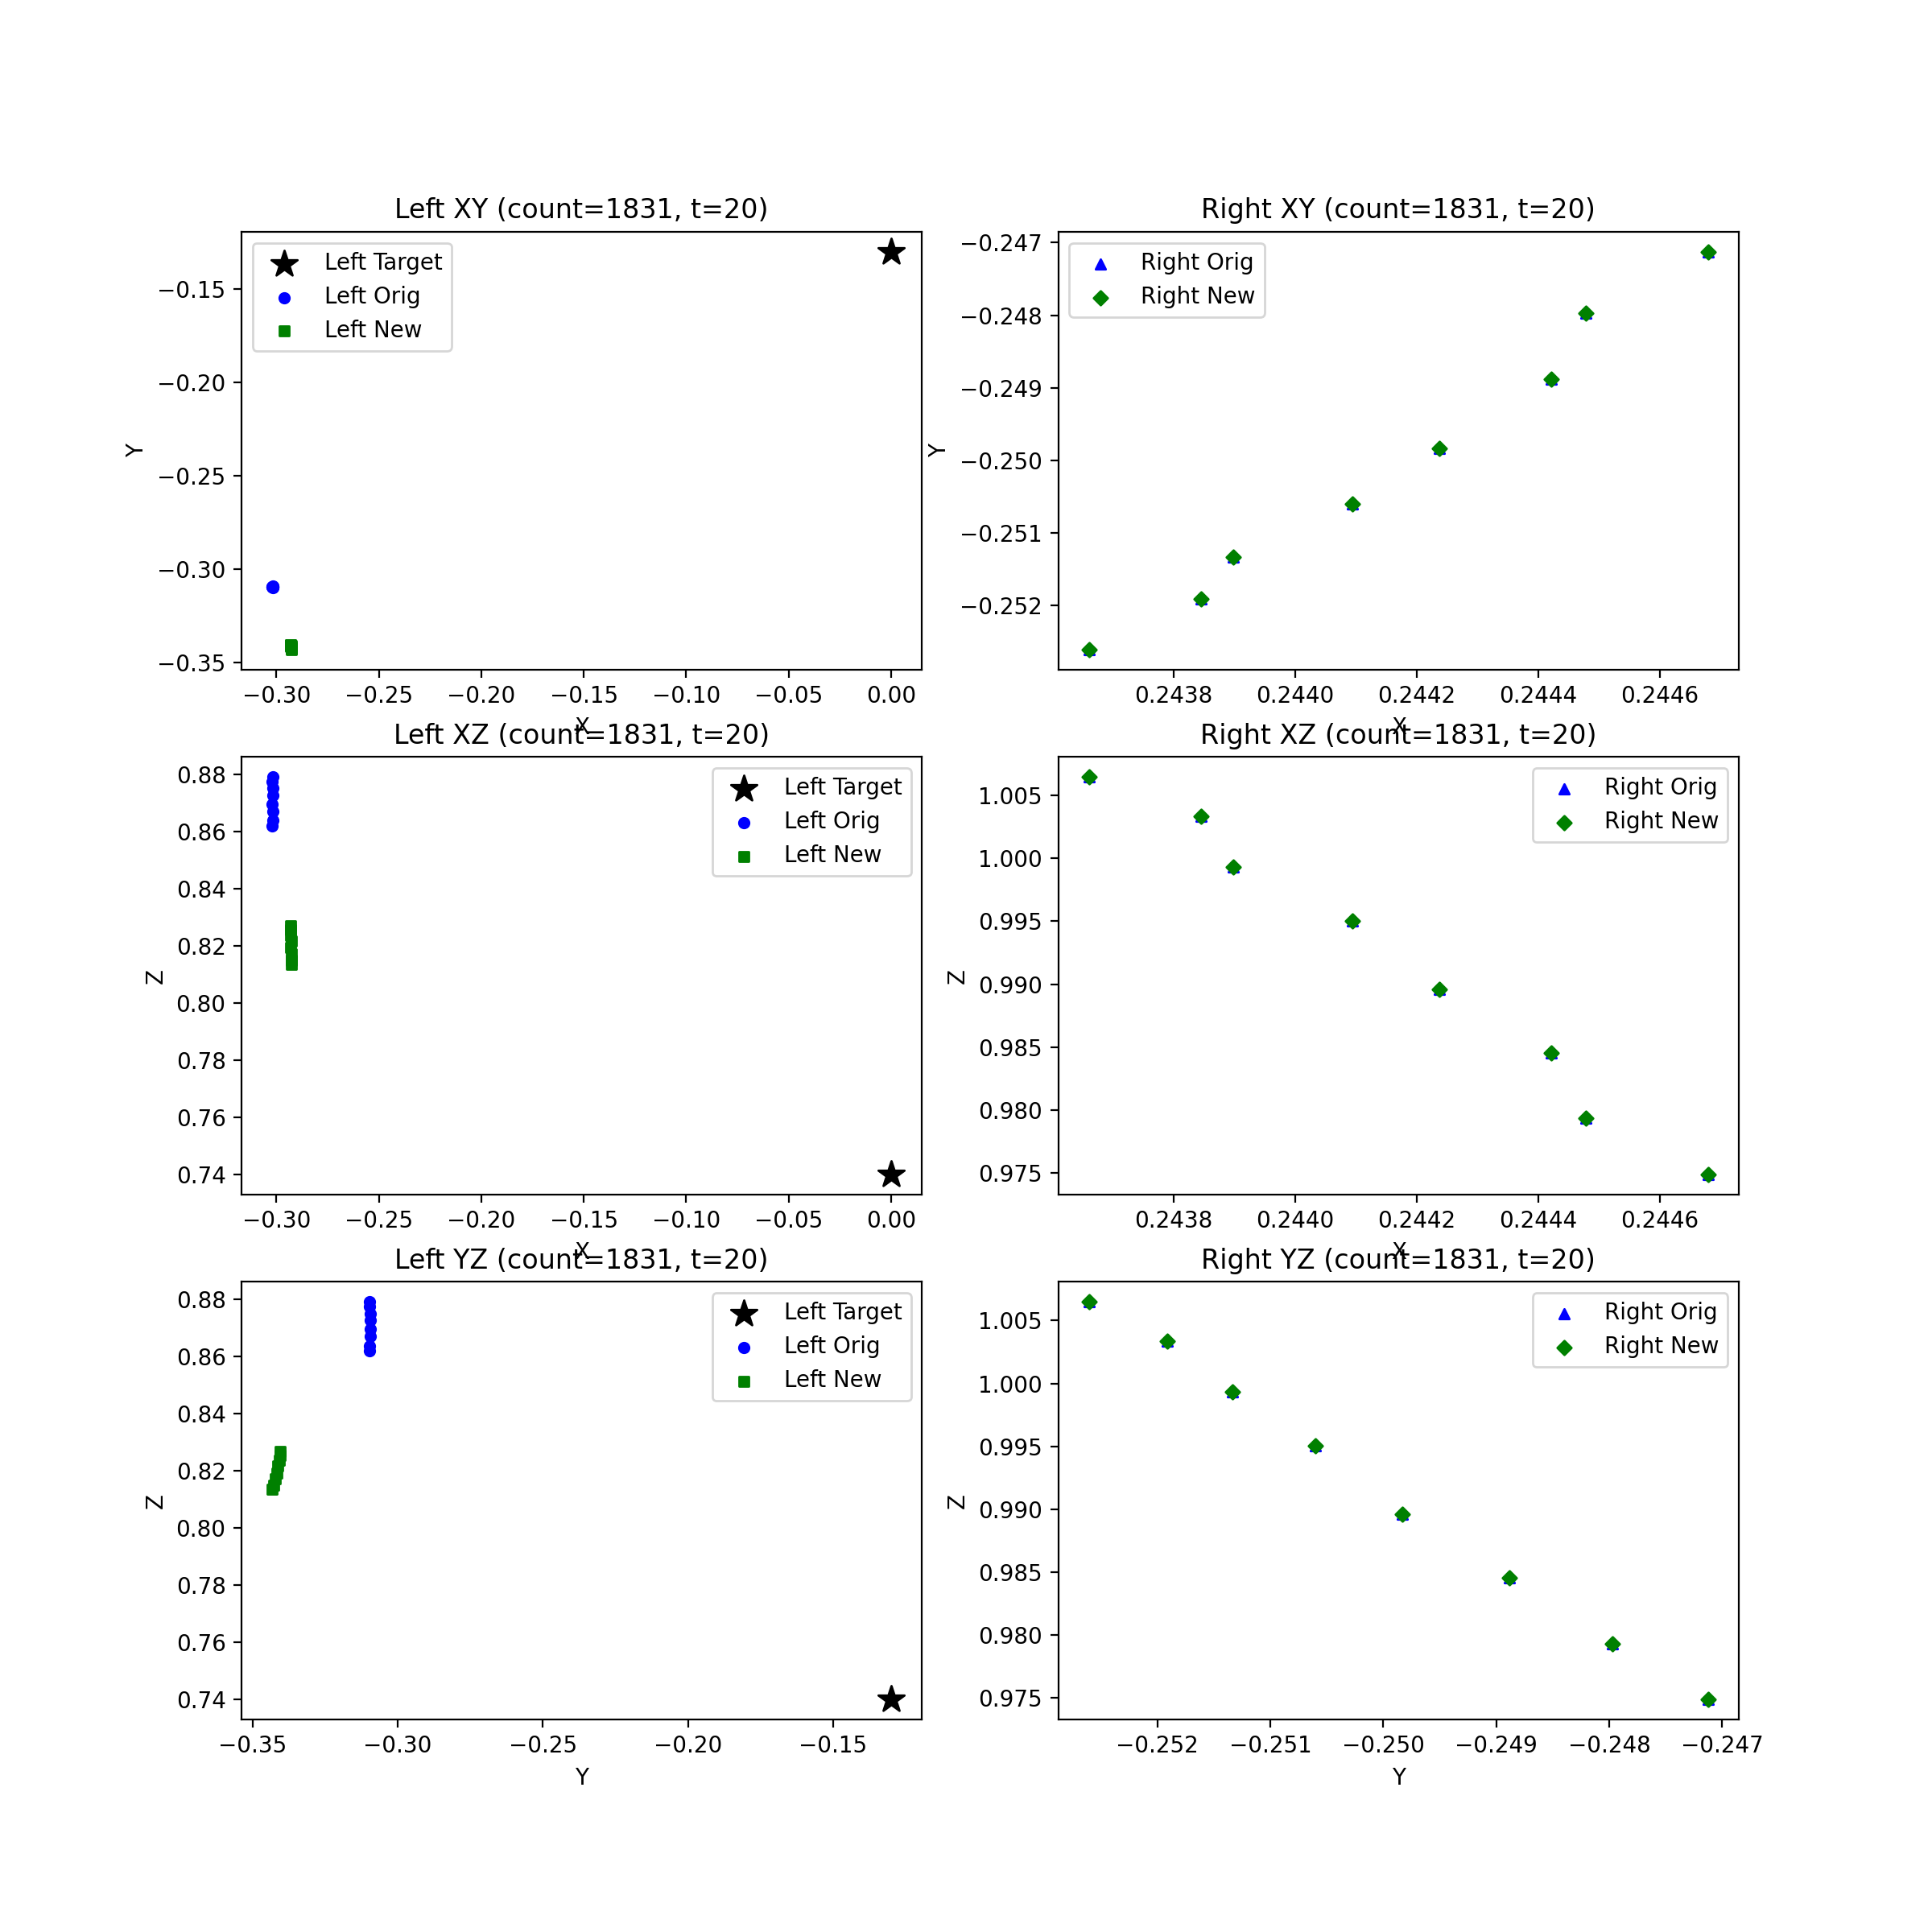 Left XY (count=1831, t=20)
Left Target
Left Orig
Left New
Y
−0.15
−0.20
−0.25
−0.30
−0.35
−0.30
−0.25
−0.20
−0.15
−0.10
−0.05
0.00
X
Right XY (count=1831, t=20)
Right Orig
Right New
Y
−0.247
−0.248
−0.249
−0.250
−0.251
−0.252
0.2438
0.2440
0.2442
0.2444
0.2446
X
Left XZ (count=1831, t=20)
Left Target
Left Orig
Left New
Z
0.88
0.86
0.84
0.82
0.80
0.78
0.76
0.74
−0.30
−0.25
−0.20
−0.15
−0.10
−0.05
0.00
X
Right XZ (count=1831, t=20)
Right Orig
Right New
Z
1.005
1.000
0.995
0.990
0.985
0.980
0.975
0.2438
0.2440
0.2442
0.2444
0.2446
X
Left YZ (count=1831, t=20)
Left Target
Left Orig
Left New
Z
0.88
0.86
0.84
0.82
0.80
0.78
0.76
0.74
−0.35
−0.30
−0.25
−0.20
−0.15
Y
Right YZ (count=1831, t=20)
Right Orig
Right New
Z
1.005
1.000
0.995
0.990
0.985
0.980
0.975
−0.252
−0.251
−0.250
−0.249
−0.248
−0.247
Y